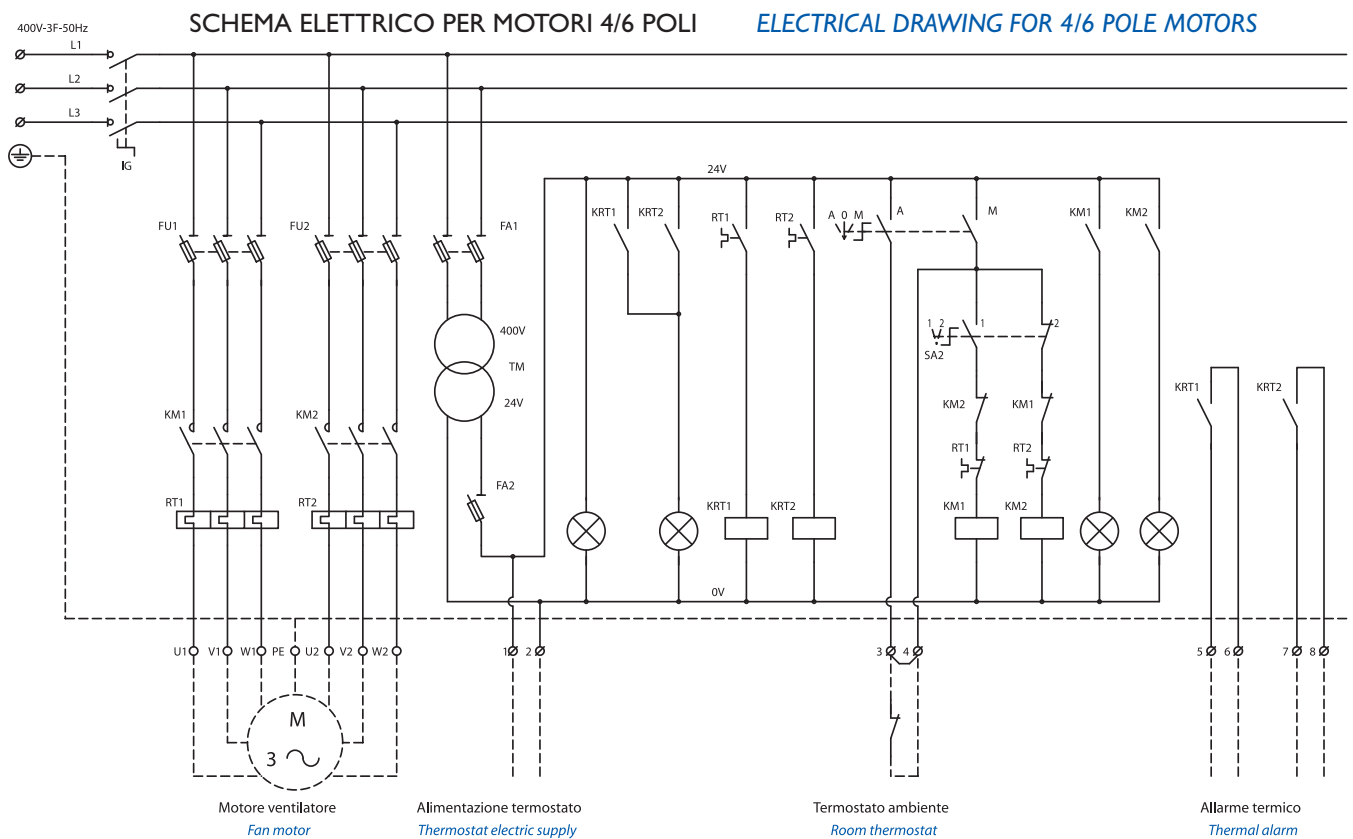 SCHEMA ELETTRICO PER MOTORI 4/6 POLI ELECTRICAL DRAWING FOR 4/6 POLE MOTORS
400V-3F-50Hz
L1
L2
L3
IG
24V
KRT1 KRT2 RT1 RT2 A 0 M A M KM1 KM2
FU1 FU2 FA1
400V
TM
24V
1 2 1 2
SA2
KRT1 KRT2
KM2 KM1
KM1 KM2
RT1 RT2
FA2
RT1 RT2
KRT1 KRT2 KM1 KM2
0V
U1 V1 W1 PE U2 V2 W2 1 2 3 4 5 6 7 8
M
3
Motore ventilatore Alimentazione termostato Termostato ambiente Allarme termico
Fan motor Thermostat electric supply Room thermostat Thermal alarm